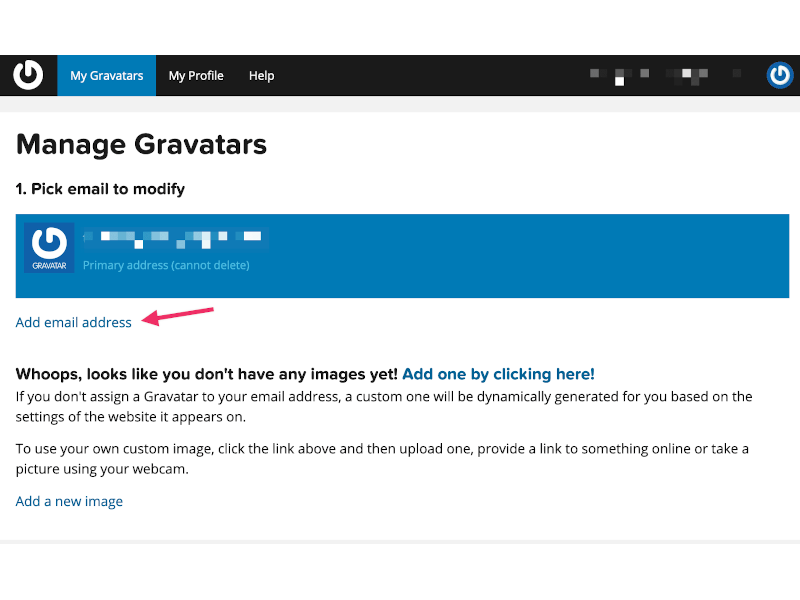 My Gravatars My Profile Help
Manage Gravatars
1. Pick email to modify
GRAVATAR
Primary address (cannot delete)
Add email address
Whoops, looks like you don't have any images yet! Add one by clicking here!
If you don't assign a Gravatar to your email address, a custom one will be dynamically generated for you based on the
settings of the website it appears on.
To use your own custom image, click the link above and then upload one, provide a link to something online or take a
picture using your webcam.
Add a new image